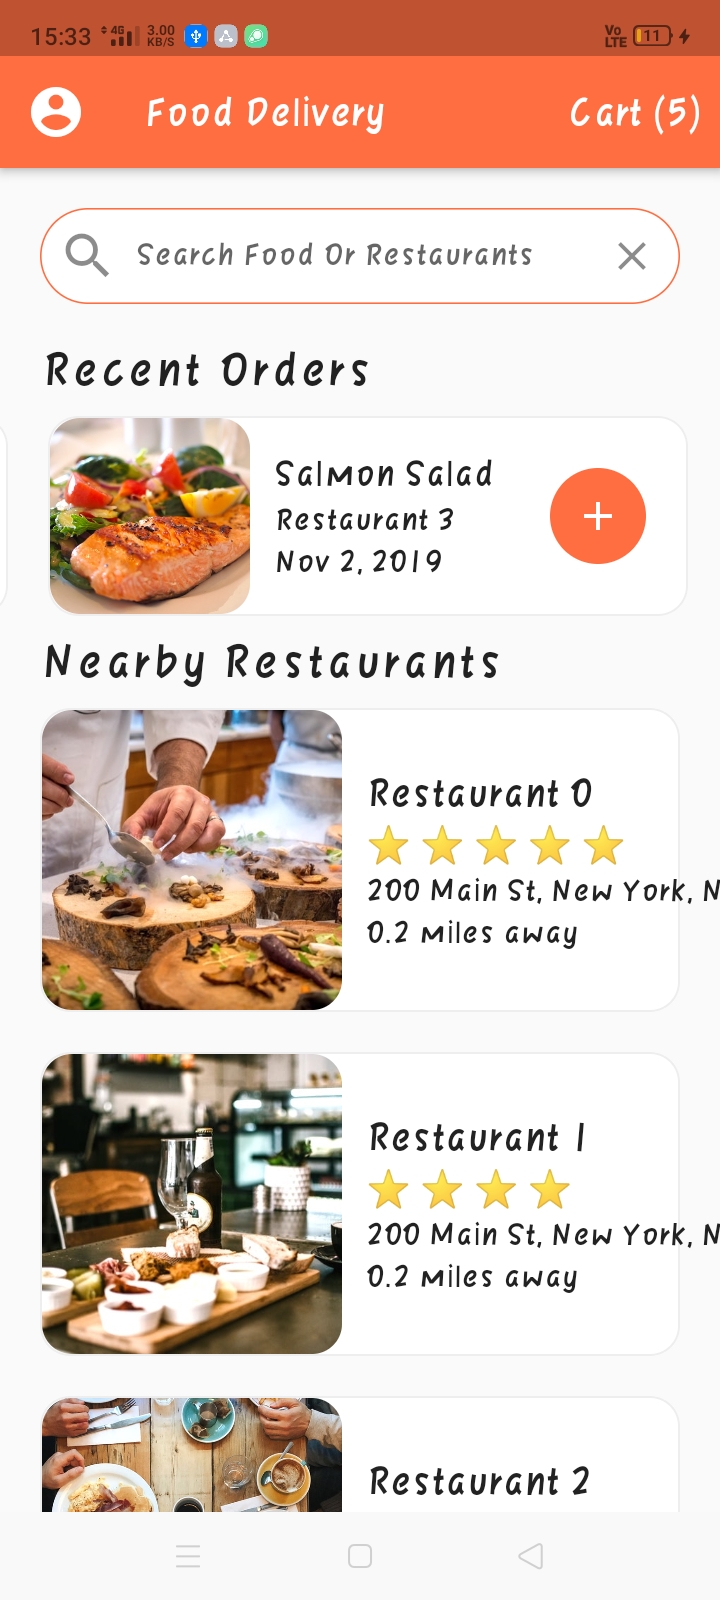 15:33 4G 3.00 KB/S Vo LTE 11
Food Delivery Cart (5)
Search Food Or Restaurants
Recent Orders
Salmon Salad
Restaurant 3
Nov 2, 2019
Nearby Restaurants
Restaurant 0
200 Main St, New York, N
0.2 miles away
Restaurant 1
200 Main St, New York, N
0.2 miles away
Restaurant 2